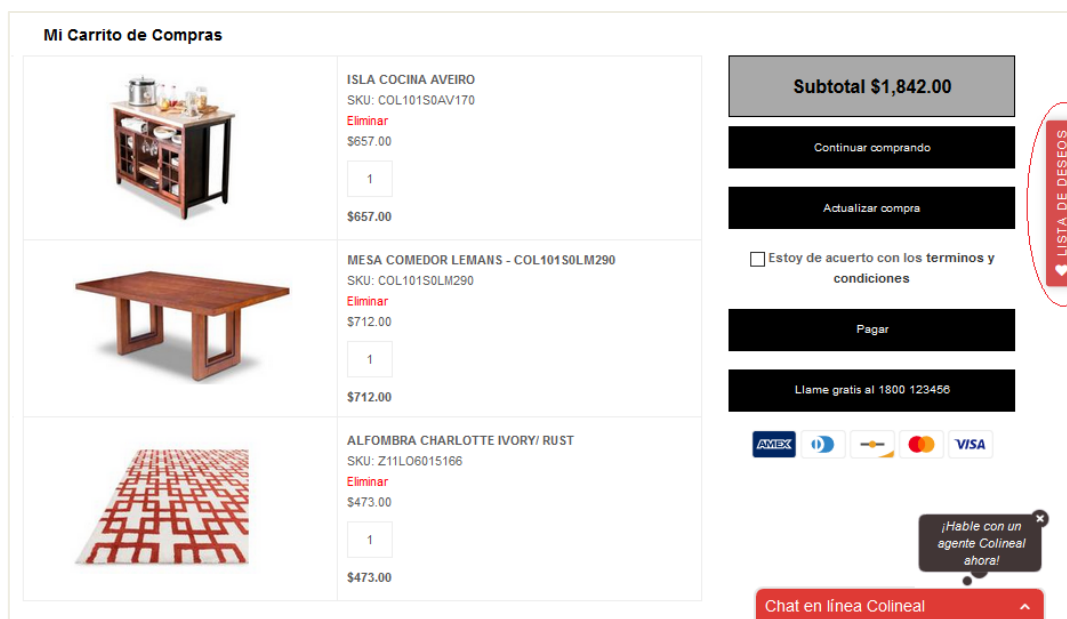 Mi Carrito de Compras
ISLA COCINA AVEIRO
SKU: COL101S0AV170
Eliminar
$657.00
1
$657.00
MESA COMEDOR LEMANS - COL101S0LM290
SKU: COL101S0LM290
Eliminar
$712.00
1
$712.00
ALFOMBRA CHARLOTTE IVORY/ RUST
SKU: Z11LO6015166
Eliminar
$473.00
1
$473.00
Subtotal $1,842.00
Continuar comprando
Actualizar compra
Estoy de acuerto con los terminos y
condiciones
Pagar
Llame gratis al 1800 123456
AMEX
VISA
LISTA DE DESEOS
¡Hable con un
agente Colineal
ahora!
Chat en línea Colineal